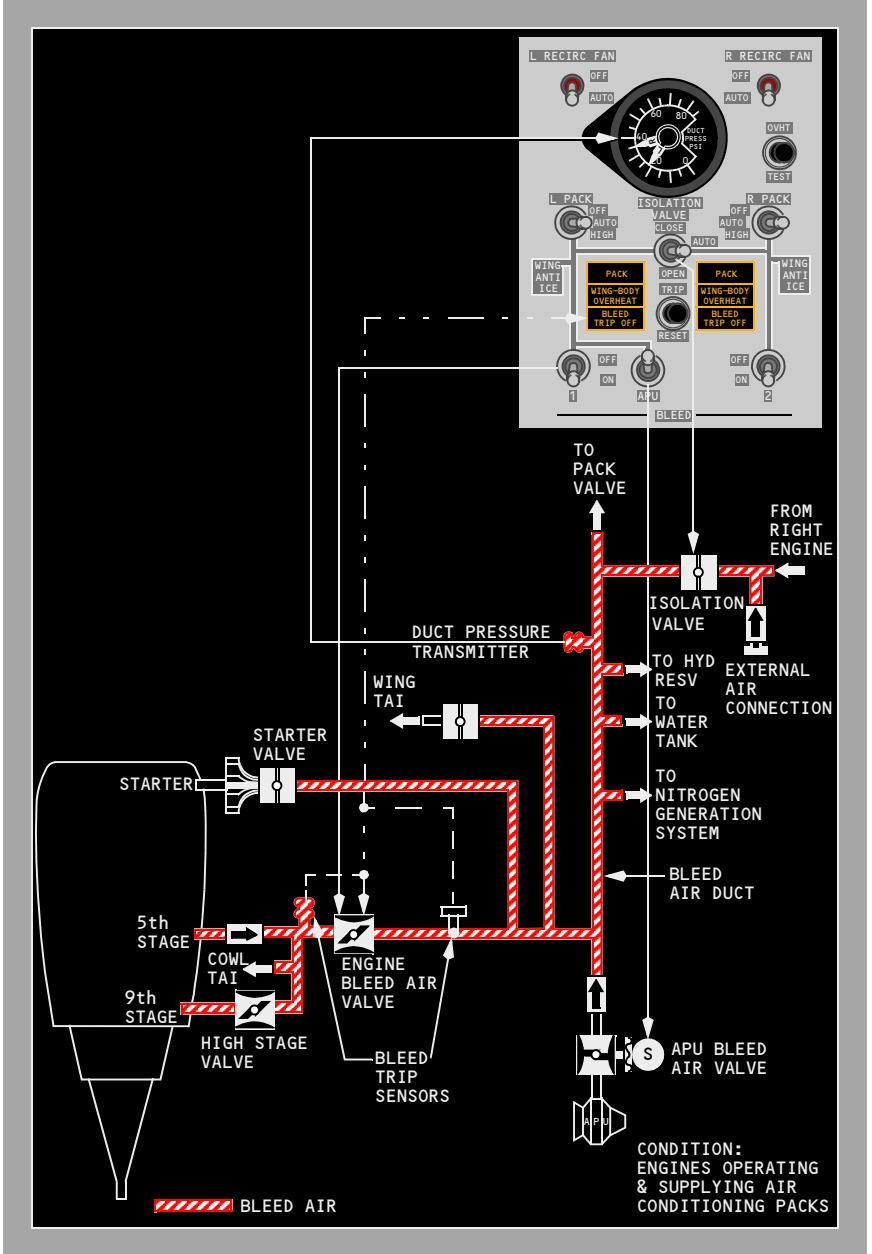 L RECIRC FAN
R RECIRC FAN
OFF
AUTO
OFF
AUTO
60
80
40
20
0
DUCT
PRESS
PSI
OVHT
TEST
L PACK
OFF
AUTO
HIGH
ISOLATION
VALVE
CLOSE
AUTO
OPEN
R PACK
OFF
AUTO
HIGH
WING
ANTI
ICE
WING
ANTI
ICE
PACK
WING-BODY
OVERHEAT
BLEED
TRIP OFF
TRIP
RESET
PACK
WING-BODY
OVERHEAT
BLEED
TRIP OFF
OFF
ON
1
APU
OFF
ON
2
BLEED
TO
PACK
VALVE
FROM
RIGHT
ENGINE
ISOLATION
VALVE
DUCT PRESSURE
TRANSMITTER
TO HYD
RESV
EXTERNAL
AIR
CONNECTION
WING
TAI
TO
WATER
TANK
STARTER
VALVE
STARTER
TO
NITROGEN
GENERATION
SYSTEM
BLEED
AIR DUCT
5th
STAGE
COWL
TAI
ENGINE
BLEED AIR
VALVE
9th
STAGE
HIGH STAGE
VALVE
BLEED
TRIP
SENSORS
S
APU BLEED
AIR VALVE
APU
CONDITION:
ENGINES OPERATING
& SUPPLYING AIR
CONDITIONING PACKS
BLEED AIR